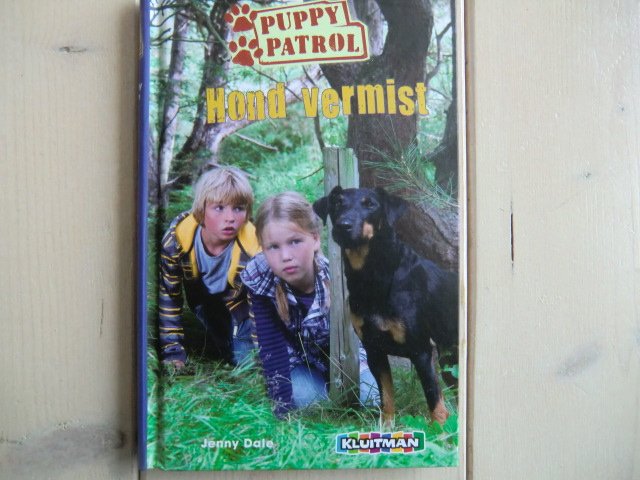 PUPPY
PATROL
Hond vermist
Jenny Dale
KLUITMAN